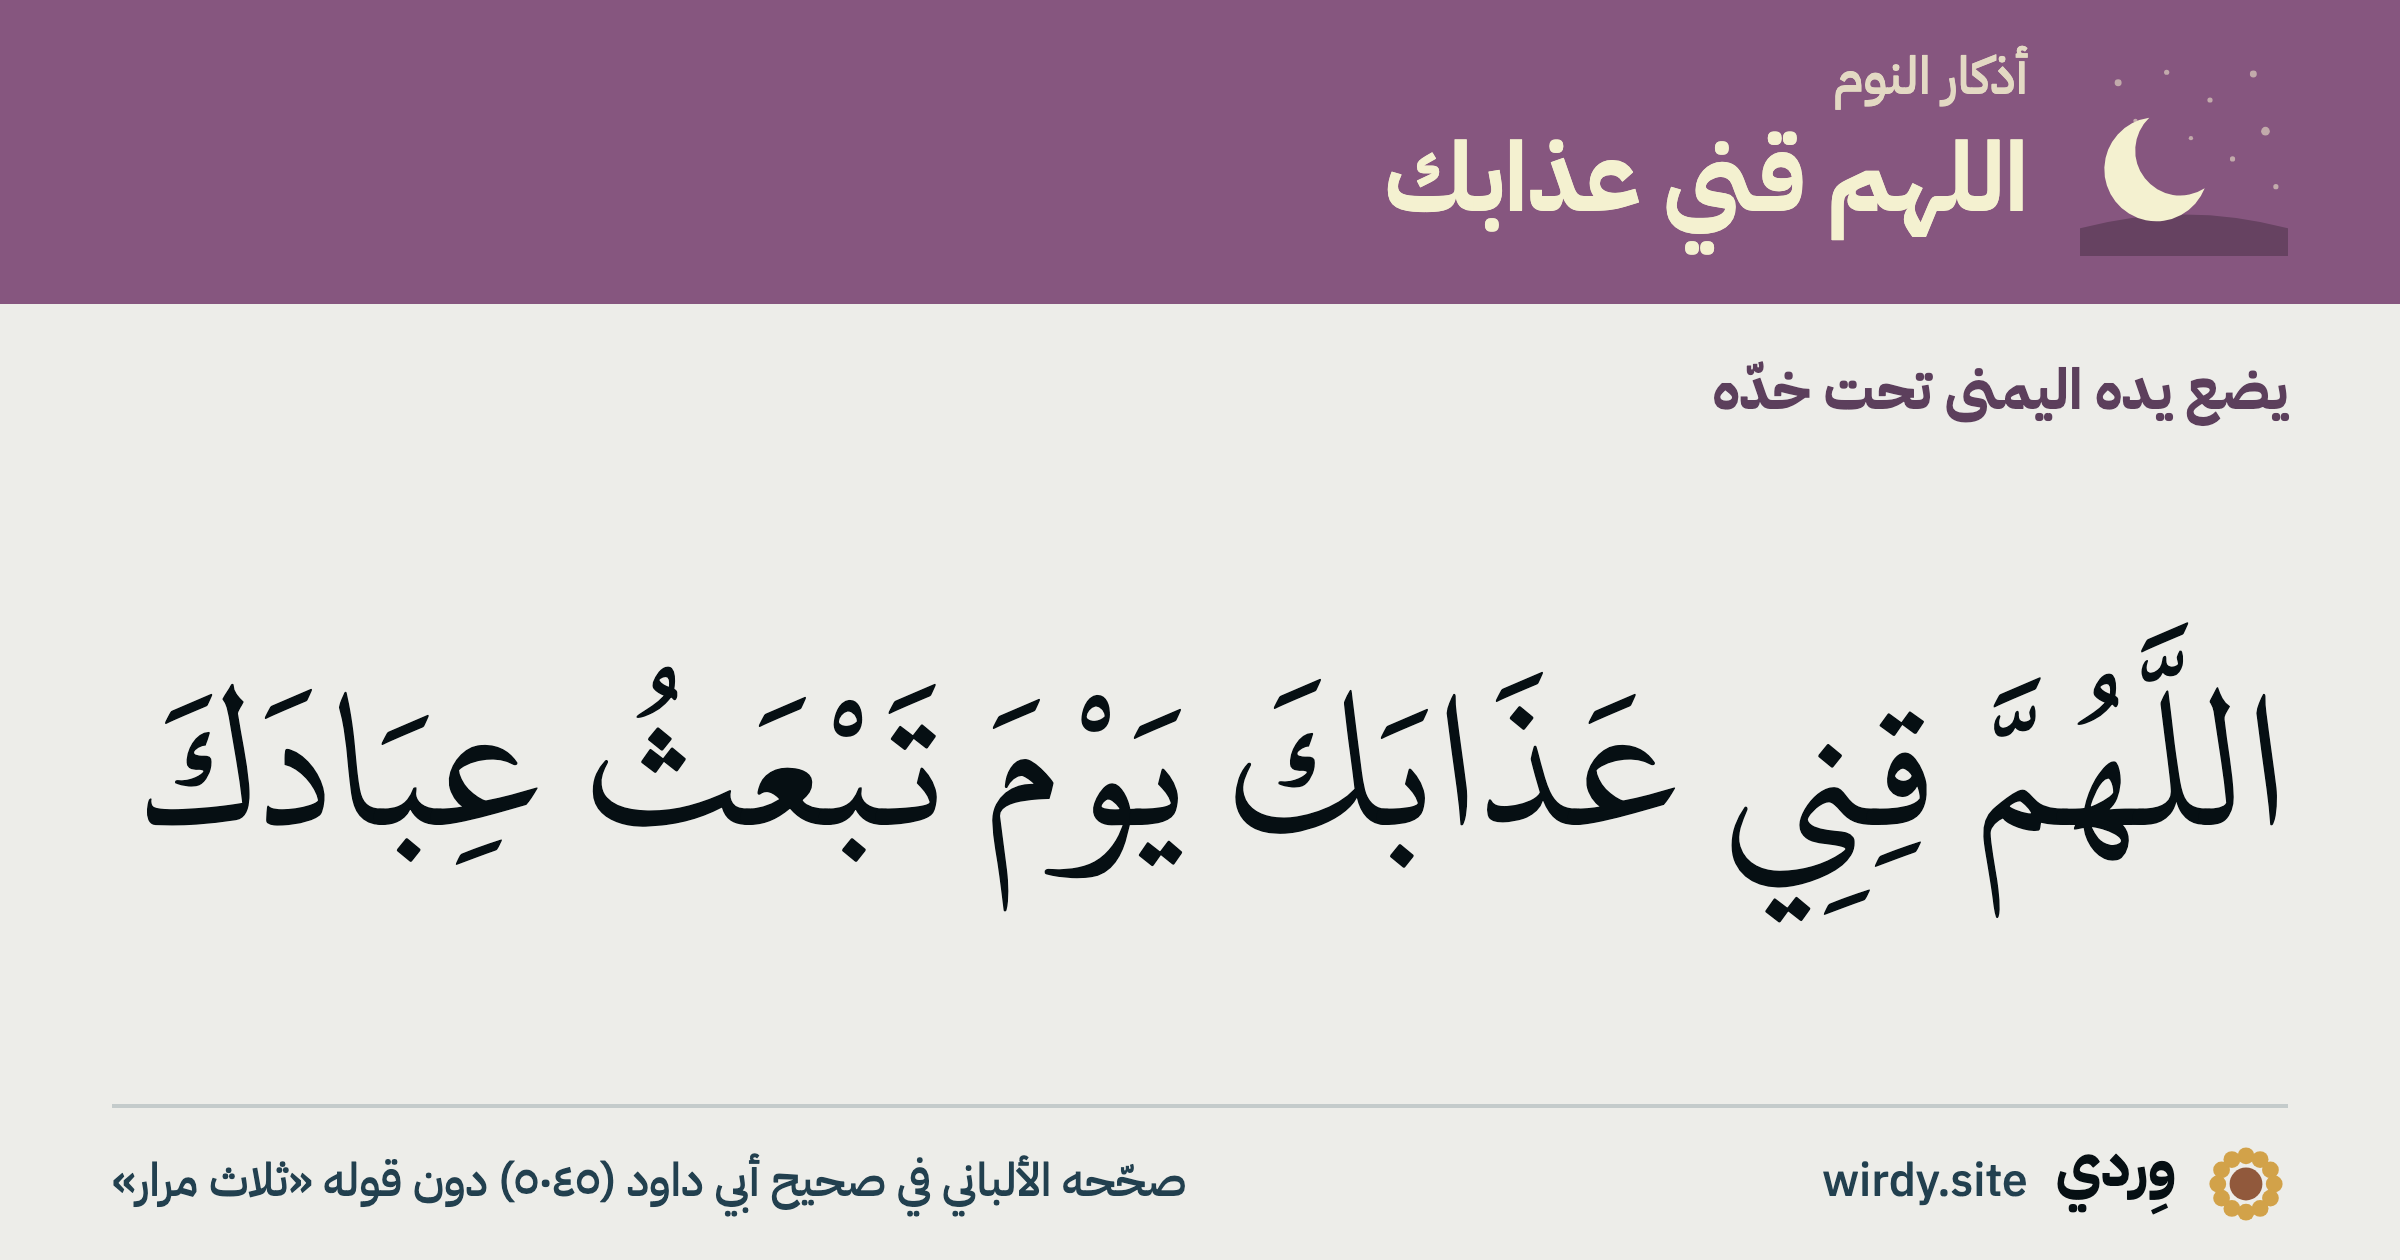 أذكار النوم
اللهم قني عذابك
يضع يده اليمنى تحت خدّه
اللَّهُمَّ قِنِي عَذَابَكَ يَوْمَ تَبْعَثُ عِبَادَكَ
وِردي wirdy.site
صحّحه الألباني في صحيح أبي داود (٥٠٤٥) دون قوله «ثلاث مرار»